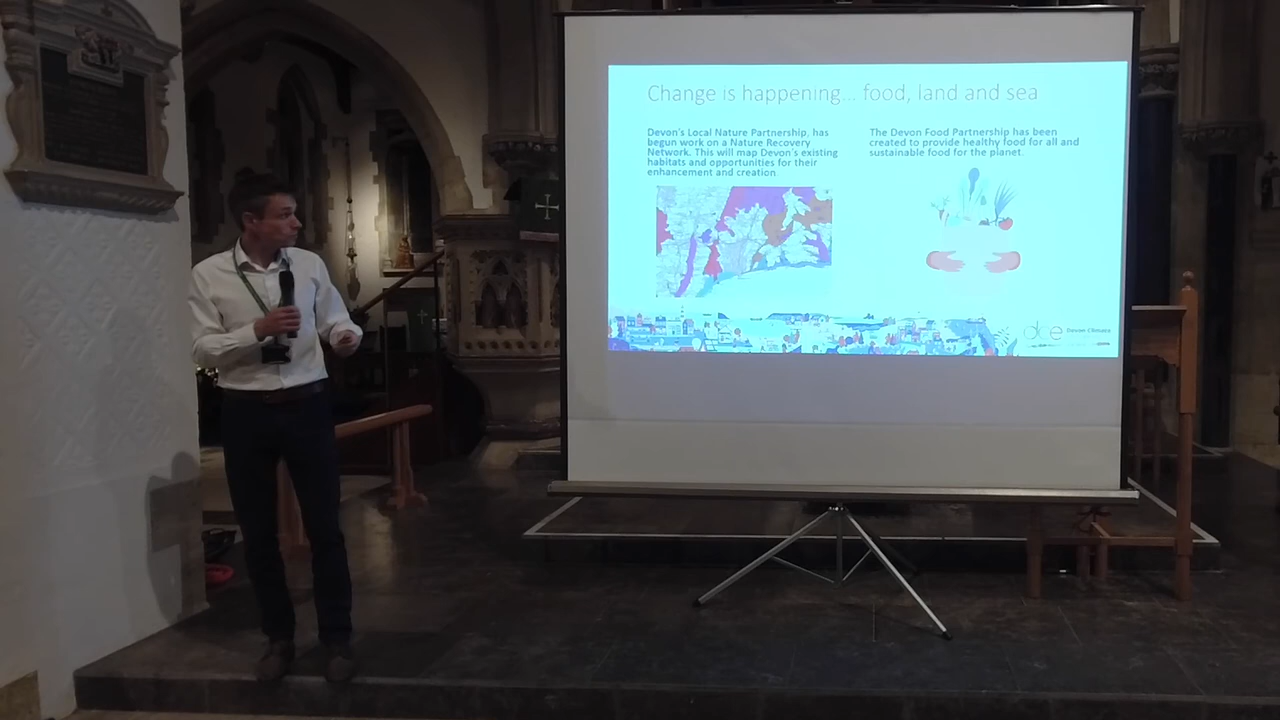 Change is happening... food, land and sea
Devon's Local Nature Partnership, has
begun work on a Nature Recovery
Network. This will map Devon's existing
habitats and opportunities for their
enhancement and creation.
The Devon Food Partnership has been
created to provide healthy food for all and
sustainable food for the planet.
dce Devon Climate